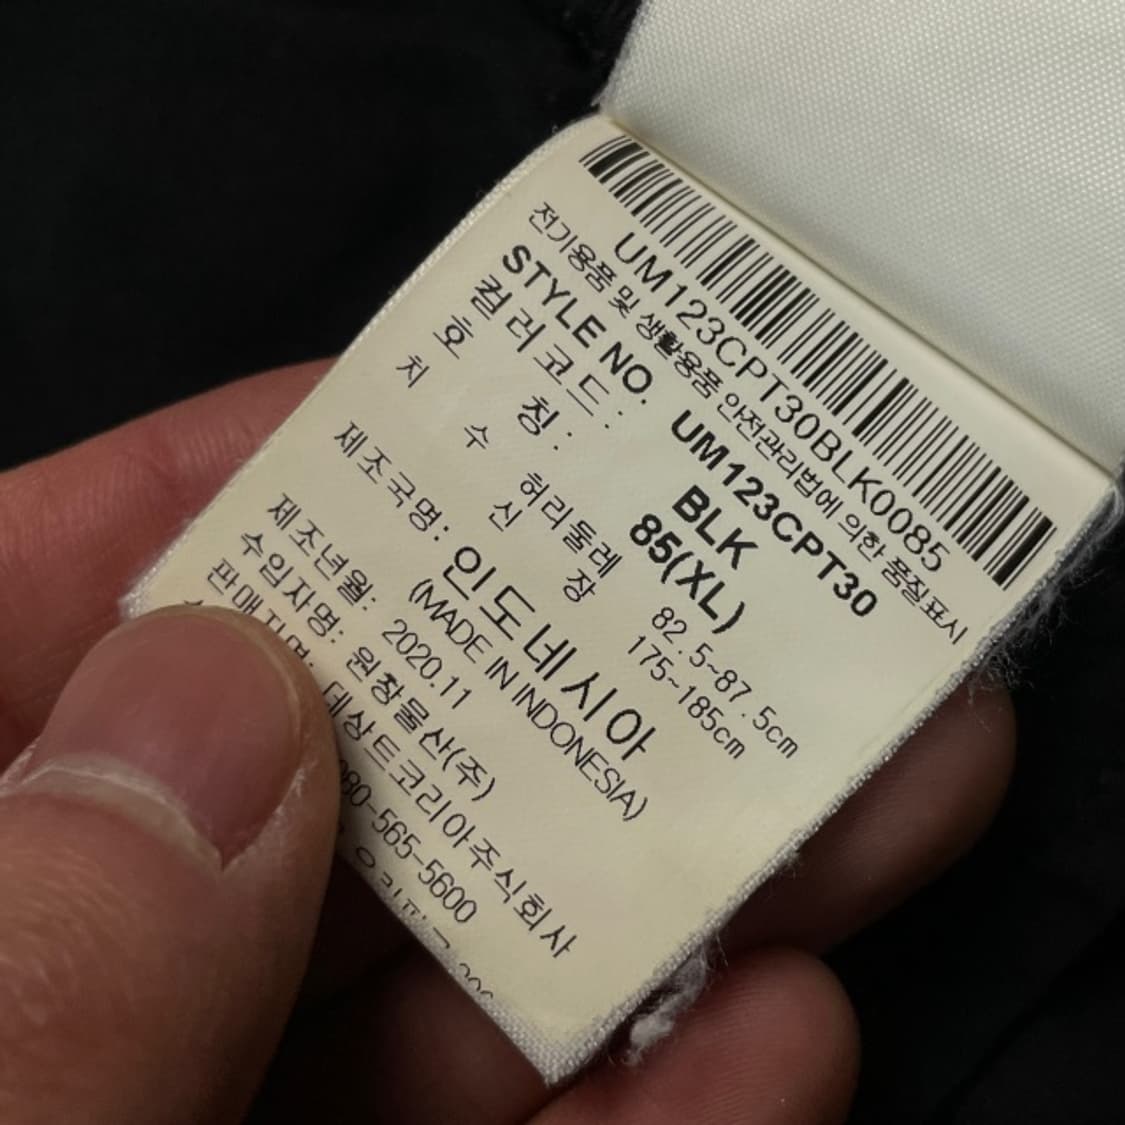 UM123CPT30BLK0085
전기용품 및 생활용품 안전관리법에 의한 품질표시
STYLE NO. UM123CPT30
컬러코드: BLK
호 칭: 85(XL)
치 수 허리둘레 82.5~87.5cm
신 장 175~185cm
제조국명: 인도네시아
(MADE IN INDONESIA)
제조년월: 2020.11
수입자명: 원창물산(주)
판매자명: 데상트코리아주식회사
080-565-5600